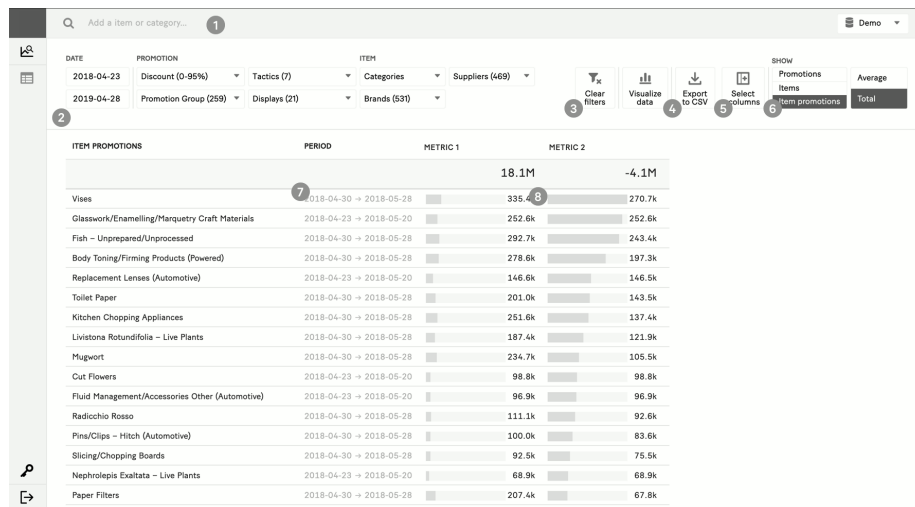 Add a item or category... 1
Demo
DATE PROMOTION ITEM SHOW
2018-04-23 Discount (0-95%) Tactics (7) Categories Suppliers (469)
2019-04-28 Promotion Group (259) Displays (21) Brands (531)
Clear filters
Visualize data
Export to CSV
Select columns
Promotions
Items
Item promotions
Average
Total
2 3 4 5 6
ITEM PROMOTIONS PERIOD METRIC 1 METRIC 2
18.1M -4.1M
7 8
Vises 2018-04-30 → 2018-05-28 335.4 270.7k
Glasswork/Enamelling/Marquetry Craft Materials 2018-04-23 → 2018-05-20 252.6k 252.6k
Fish – Unprepared/Unprocessed 2018-04-30 → 2018-05-28 292.7k 243.4k
Body Toning/Firming Products (Powered) 2018-04-30 → 2018-05-28 278.6k 197.3k
Replacement Lenses (Automotive) 2018-04-23 → 2018-05-20 146.6k 146.5k
Toilet Paper 2018-04-30 → 2018-05-28 201.0k 143.5k
Kitchen Chopping Appliances 2018-04-30 → 2018-05-28 251.6k 137.4k
Livistona Rotundifolia – Live Plants 2018-04-30 → 2018-05-28 187.4k 121.9k
Mugwort 2018-04-30 → 2018-05-28 234.7k 105.5k
Cut Flowers 2018-04-23 → 2018-05-20 98.8k 98.8k
Fluid Management/Accessories Other (Automotive) 2018-04-23 → 2018-05-20 96.9k 96.9k
Radicchio Rosso 2018-04-30 → 2018-05-28 111.1k 92.6k
Pins/Clips – Hitch (Automotive) 2018-04-30 → 2018-05-28 100.0k 83.6k
Slicing/Chopping Boards 2018-04-30 → 2018-05-28 92.5k 75.5k
Nephrolepis Exaltata – Live Plants 2018-04-23 → 2018-05-20 68.9k 68.9k
Paper Filters 2018-04-30 → 2018-05-28 207.4k 67.8k